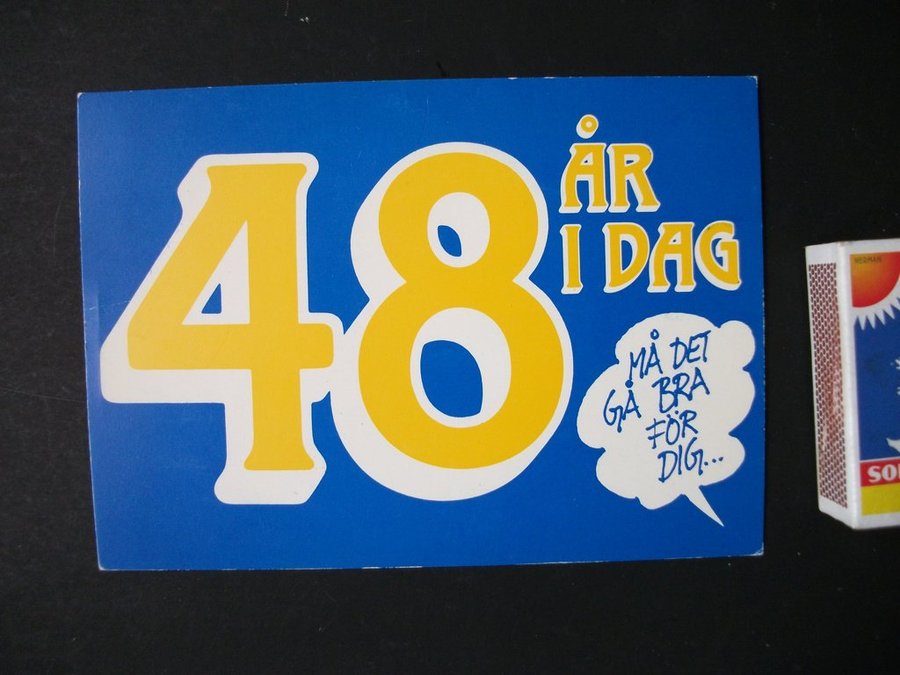 48
ÅR
I DAG
MÅ DET
GÅ BRA
FÖR
DIG...